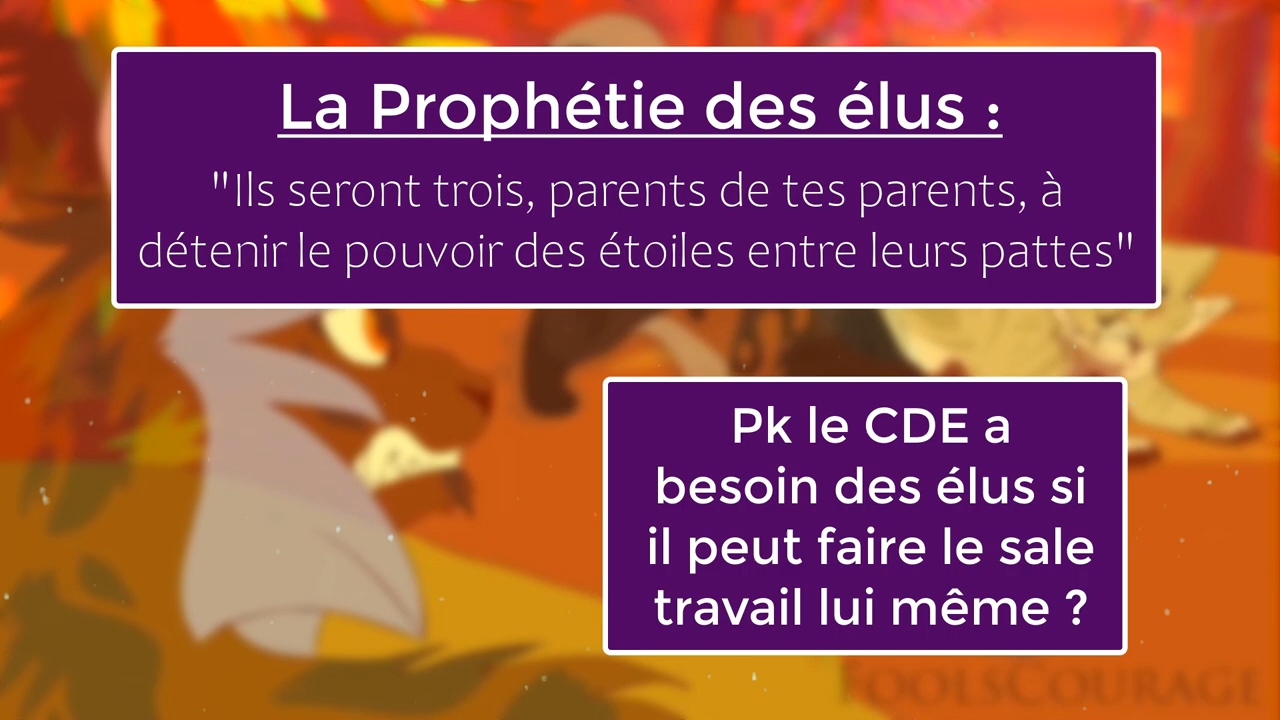 La Prophétie des élus :
"Ils seront trois, parents de tes parents, à
détenir le pouvoir des étoiles entre leurs pattes"
Pk le CDE a
besoin des élus si
il peut faire le sale
travail lui même ?
FOOLSCOURAGE